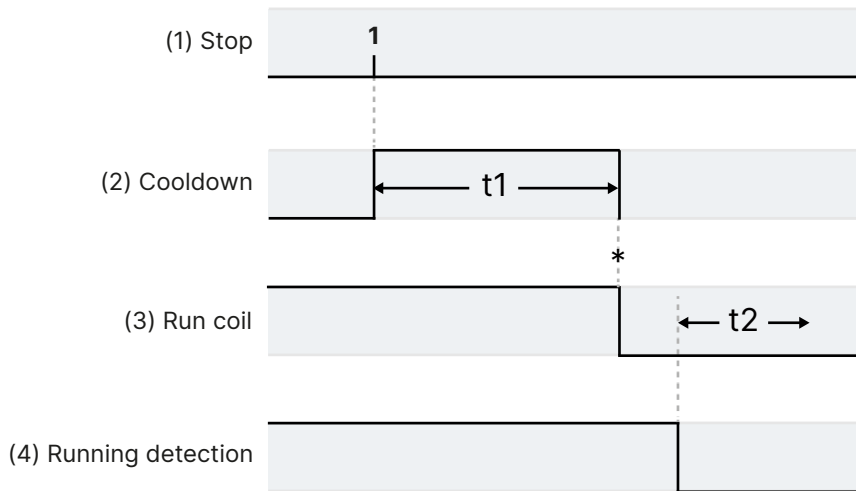 (1) Stop
1
(2) Cooldown
t1
*
(3) Run coil
t2
(4) Running detection